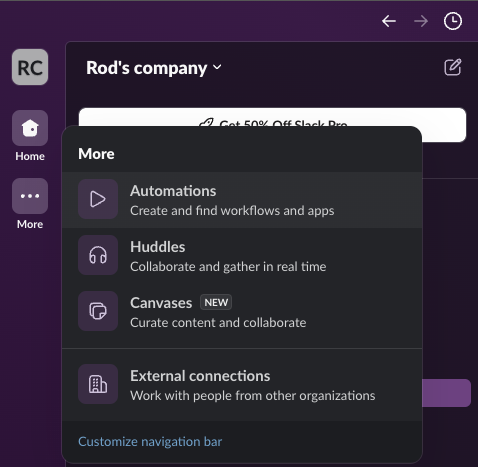 RC
Rod's company
Get 50% Off Slack Pro
Home
More
More
Automations
Create and find workflows and apps
Huddles
Collaborate and gather in real time
Canvases NEW
Curate content and collaborate
External connections
Work with people from other organizations
Customize navigation bar